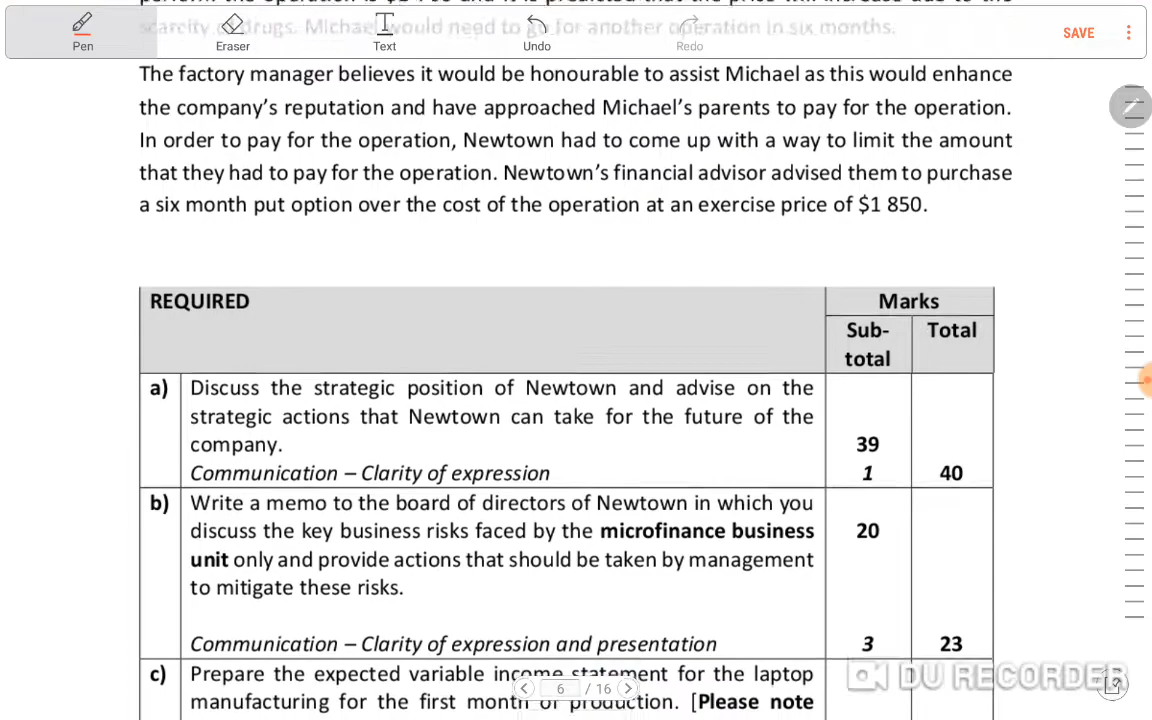 Pen
Eraser
Text
Undo
Redo
SAVE
scarcity of drugs. Michael would need to go for another operation in six months.
The factory manager believes it would be honourable to assist Michael as this would enhance
the company's reputation and have approached Michael's parents to pay for the operation.
In order to pay for the operation, Newtown had to come up with a way to limit the amount
that they had to pay for the operation. Newtown's financial advisor advised them to purchase
a six month put option over the cost of the operation at an exercise price of $1 850.
REQUIRED
Marks
Sub-
total
Total
a) Discuss the strategic position of Newtown and advise on the
strategic actions that Newtown can take for the future of the
company. 39
Communication – Clarity of expression 1 40
b) Write a memo to the board of directors of Newtown in which you
discuss the key business risks faced by the microfinance business 20
unit only and provide actions that should be taken by management
to mitigate these risks.
Communication – Clarity of expression and presentation 3 23
c) Prepare the expected variable income statement for the laptop
manufacturing for the first month of production. [Please note
< 6 / 16 >
DU RECORDER